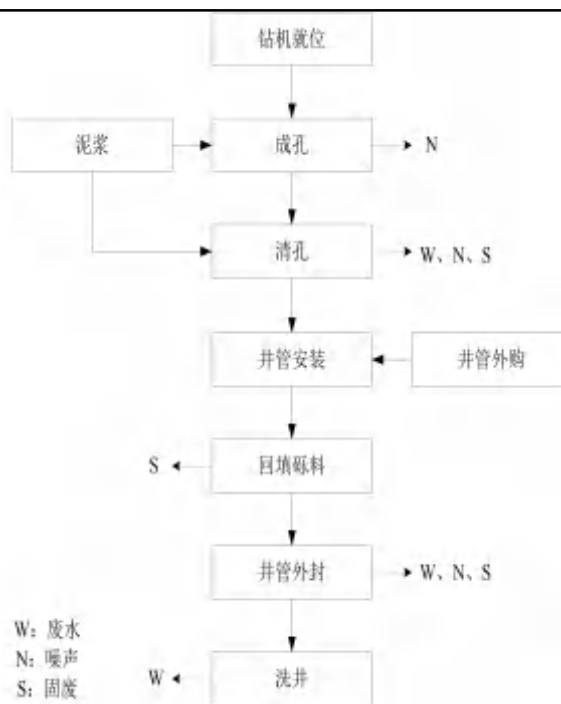 钻机就位
泥浆
成孔
N
清孔
W、N、S
井管安装
井管外购
S
回填砾料
井管外封
W、N、S
W：废水
N：噪声
S：固废
W
洗井